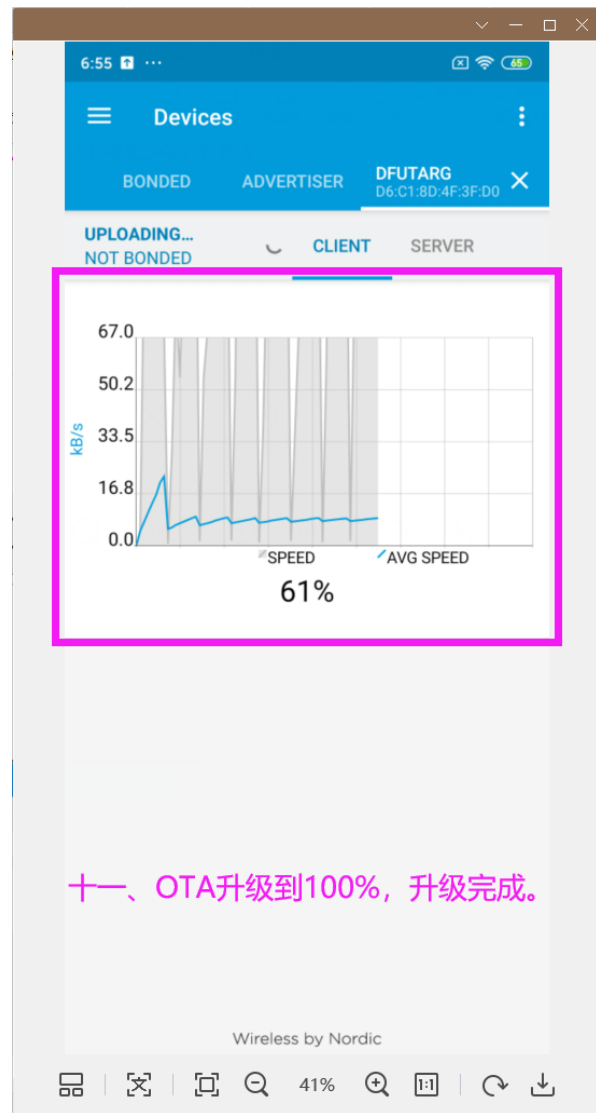 6:55 ...
65
Devices
BONDED ADVERTISER DFUTARG
D6:C1:8D:4F:3F:D0
UPLOADING...
NOT BONDED
CLIENT SERVER
67.0
50.2
33.5
16.8
0.0
kB/s
SPEED AVG SPEED
61%
十一、OTA升级到100%，升级完成。
Wireless by Nordic
文
41%
1:1